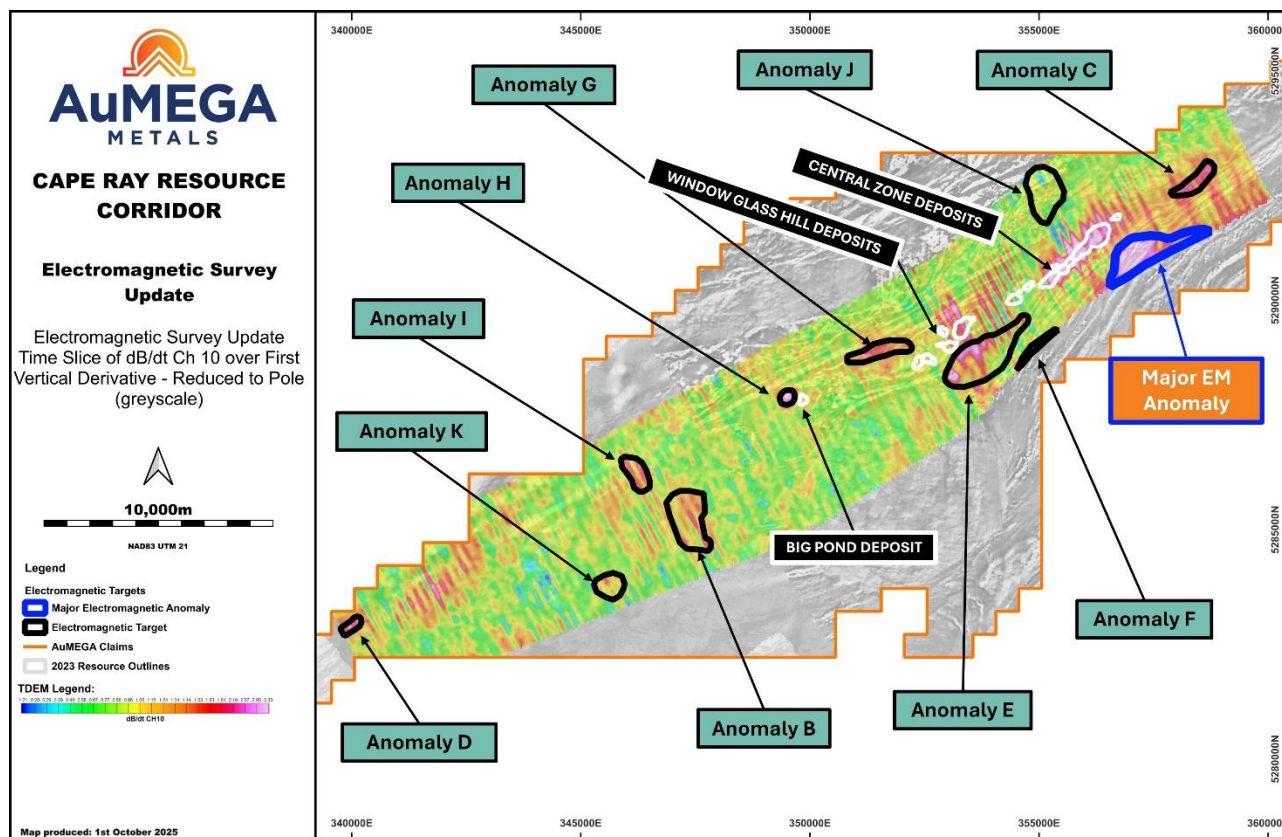 AuMEGA
METALS
CAPE RAY RESOURCE
CORRIDOR
Electromagnetic Survey
Update
Electromagnetic Survey Update
Time Slice of dB/dt Ch 10 over First
Vertical Derivative - Reduced to Pole
(greyscale)
10,000m
NAD83 UTM 21
Legend
Electromagnetic Targets
Major Electromagnetic Anomaly
Electromagnetic Target
AuMEGA Claims
2023 Resource Outlines
TDEM Legend:
dB/dt CH10
Map produced: 1st October 2025
340000E
345000E
350000E
355000E
360000E
5295000N
5290000N
5285000N
5280000N
Anomaly G
Anomaly J
Anomaly C
Anomaly H
WINDOW GLASS HILL DEPOSITS
CENTRAL ZONE DEPOSITS
Anomaly I
Major EM
Anomaly
Anomaly K
BIG POND DEPOSIT
Anomaly F
Anomaly D
Anomaly B
Anomaly E
340000E
345000E
350000E
355000E
360000E